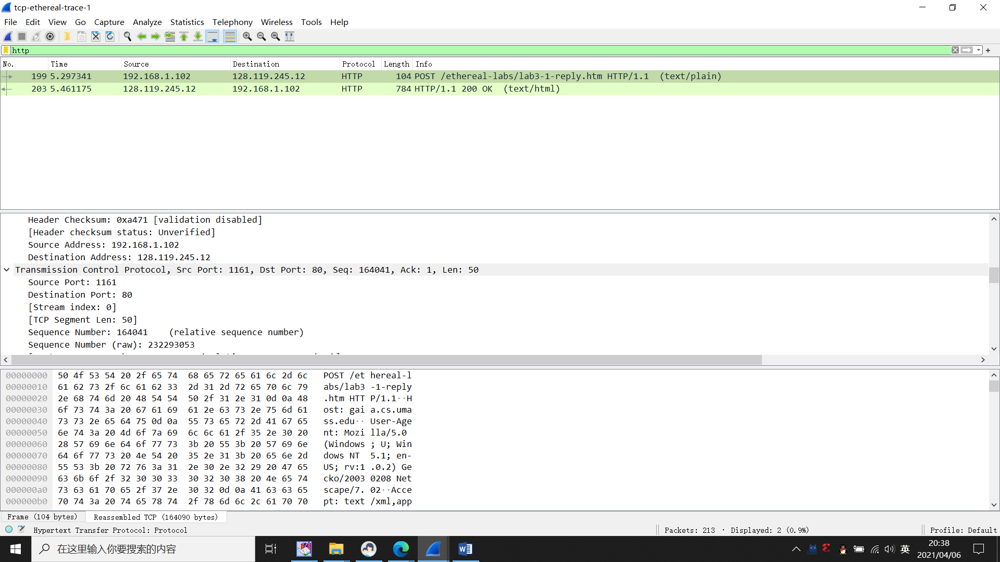 tcp-ethereal-trace-1
File Edit View Go Capture Analyze Statistics Telephony Wireless Tools Help
http
No. Time Source Destination Protocol Length Info
199 5.297341 192.168.1.102 128.119.245.12 HTTP 104 POST /ethereal-labs/lab3-1-reply.htm HTTP/1.1  (text/plain)
203 5.461175 128.119.245.12 192.168.1.102 HTTP 784 HTTP/1.1 200 OK  (text/html)
Header Checksum: 0xa471 [validation disabled]
[Header checksum status: Unverified]
Source Address: 192.168.1.102
Destination Address: 128.119.245.12
Transmission Control Protocol, Src Port: 1161, Dst Port: 80, Seq: 164041, Ack: 1, Len: 50
Source Port: 1161
Destination Port: 80
[Stream index: 0]
[TCP Segment Len: 50]
Sequence Number: 164041    (relative sequence number)
Sequence Number (raw): 232293053
00000000 50 4f 53 54 20 2f 65 74 68 65 72 65 61 6c 2d 6c POST /et hereal-l
00000010 61 62 73 2f 6c 61 62 33 2d 31 2d 72 65 70 6c 79 abs/lab3 -1-reply
00000020 2e 68 74 6d 20 48 54 54 50 2f 31 2e 31 0d 0a 48 .htm HTT P/1.1··H
00000030 6f 73 74 3a 20 67 61 69 61 2e 63 73 2e 75 6d 61 ost: gai a.cs.uma
00000040 73 73 2e 65 64 75 0d 0a 55 73 65 72 2d 41 67 65 ss.edu·· User-Age
00000050 6e 74 3a 20 4d 6f 7a 69 6c 6c 61 2f 35 2e 30 20 nt: Mozi lla/5.0
00000060 28 57 69 6e 64 6f 77 73 3b 20 55 3b 20 57 69 6e (Windows ; U; Win
00000070 64 6f 77 73 20 4e 54 20 35 2e 31 3b 20 65 6e 2d dows NT 5.1; en-
00000080 55 53 3b 20 72 76 3a 31 2e 30 2e 32 29 20 47 65 US; rv:1 .0.2) Ge
00000090 63 6b 6f 2f 32 30 30 33 30 32 30 38 20 4e 65 74 cko/2003 0208 Net
000000a0 73 63 61 70 65 2f 37 2e 30 32 0d 0a 41 63 63 65 scape/7. 02··Acce
000000b0 70 74 3a 20 74 65 78 74 2f 78 6d 6c 2c 61 70 70 pt: text /xml,app
Frame (104 bytes) Reassembled TCP (164090 bytes)
Hypertext Transfer Protocol: Protocol Packets: 213 · Displayed: 2 (0.9%) Profile: Default
在这里输入你要搜索的内容 英 20:38
2021/04/06